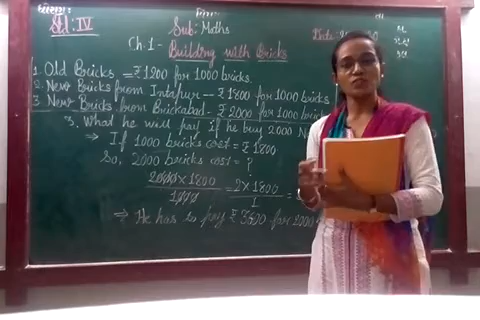 Std: IV
Sub: Maths
Date:
Ch.1- Building with Bricks
1. Old Bricks = ₹1200 for 1000 bricks.
2. New Bricks from Intapur – ₹1800 for 1000 bricks
3. New Bricks from Brickabad – ₹2000 for 1000 bricks
3. What he will pay if he buy 2000
⇒ If 1000 bricks cost = ₹1800
So, 2000 bricks cost = ?
2000 × 1800 = 2 × 1800 =
1000 1
⇒ He has to pay ₹ 3600 for 2000